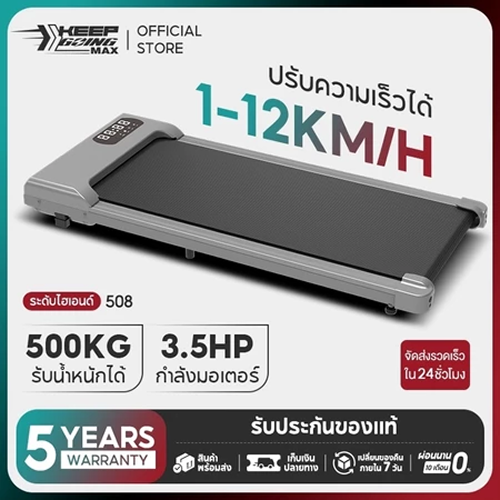 KEEP
GOING
MAX
OFFICIAL
STORE
ปรับความเร็วได้
1-12KM/H
ระดับไฮเอนด์ 508
500KG
รับน้ำหนักได้
3.5HP
กำลังมอเตอร์
จัดส่งรวดเร็ว
ใน 24ชั่วโมง
5 YEARS
WARRANTY
รับประกันของแท้
สินค้า
พร้อมส่ง
เก็บเงิน
ปลายทาง
เปลี่ยนของคืน
ภายใน 7 วัน
ผ่อนนาน
10 เดือน
0%